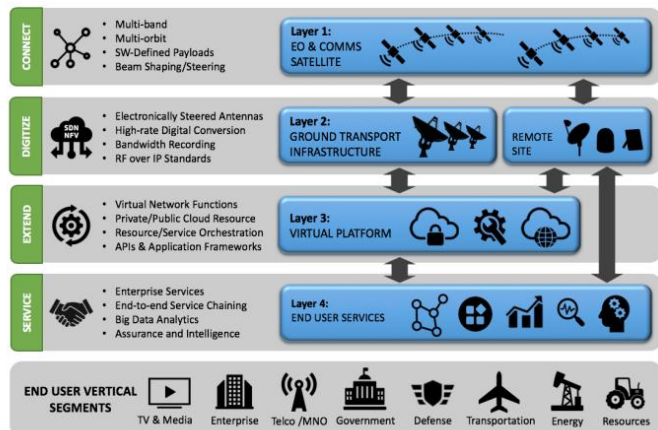 CONNECT
• Multi-band
• Multi-orbit
• SW-Defined Payloads
• Beam Shaping/Steering
Layer 1:
EO & COMMS
SATELLITE
DIGITIZE
SDN
NFV
• Electronically Steered Antennas
• High-rate Digital Conversion
• Bandwidth Recording
• RF over IP Standards
Layer 2:
GROUND TRANSPORT
INFRASTRUCTURE
REMOTE
SITE
EXTEND
• Virtual Network Functions
• Private/Public Cloud Resource
• Resource/Service Orchestration
• APIs & Application Frameworks
Layer 3:
VIRTUAL PLATFORM
SERVICE
• Enterprise Services
• End-to-end Service Chaining
• Big Data Analytics
• Assurance and Intelligence
Layer 4:
END USER SERVICES
END USER VERTICAL
SEGMENTS
TV & Media
Enterprise
Telco /MNO
Government
Defense
Transportation
Energy
Resources